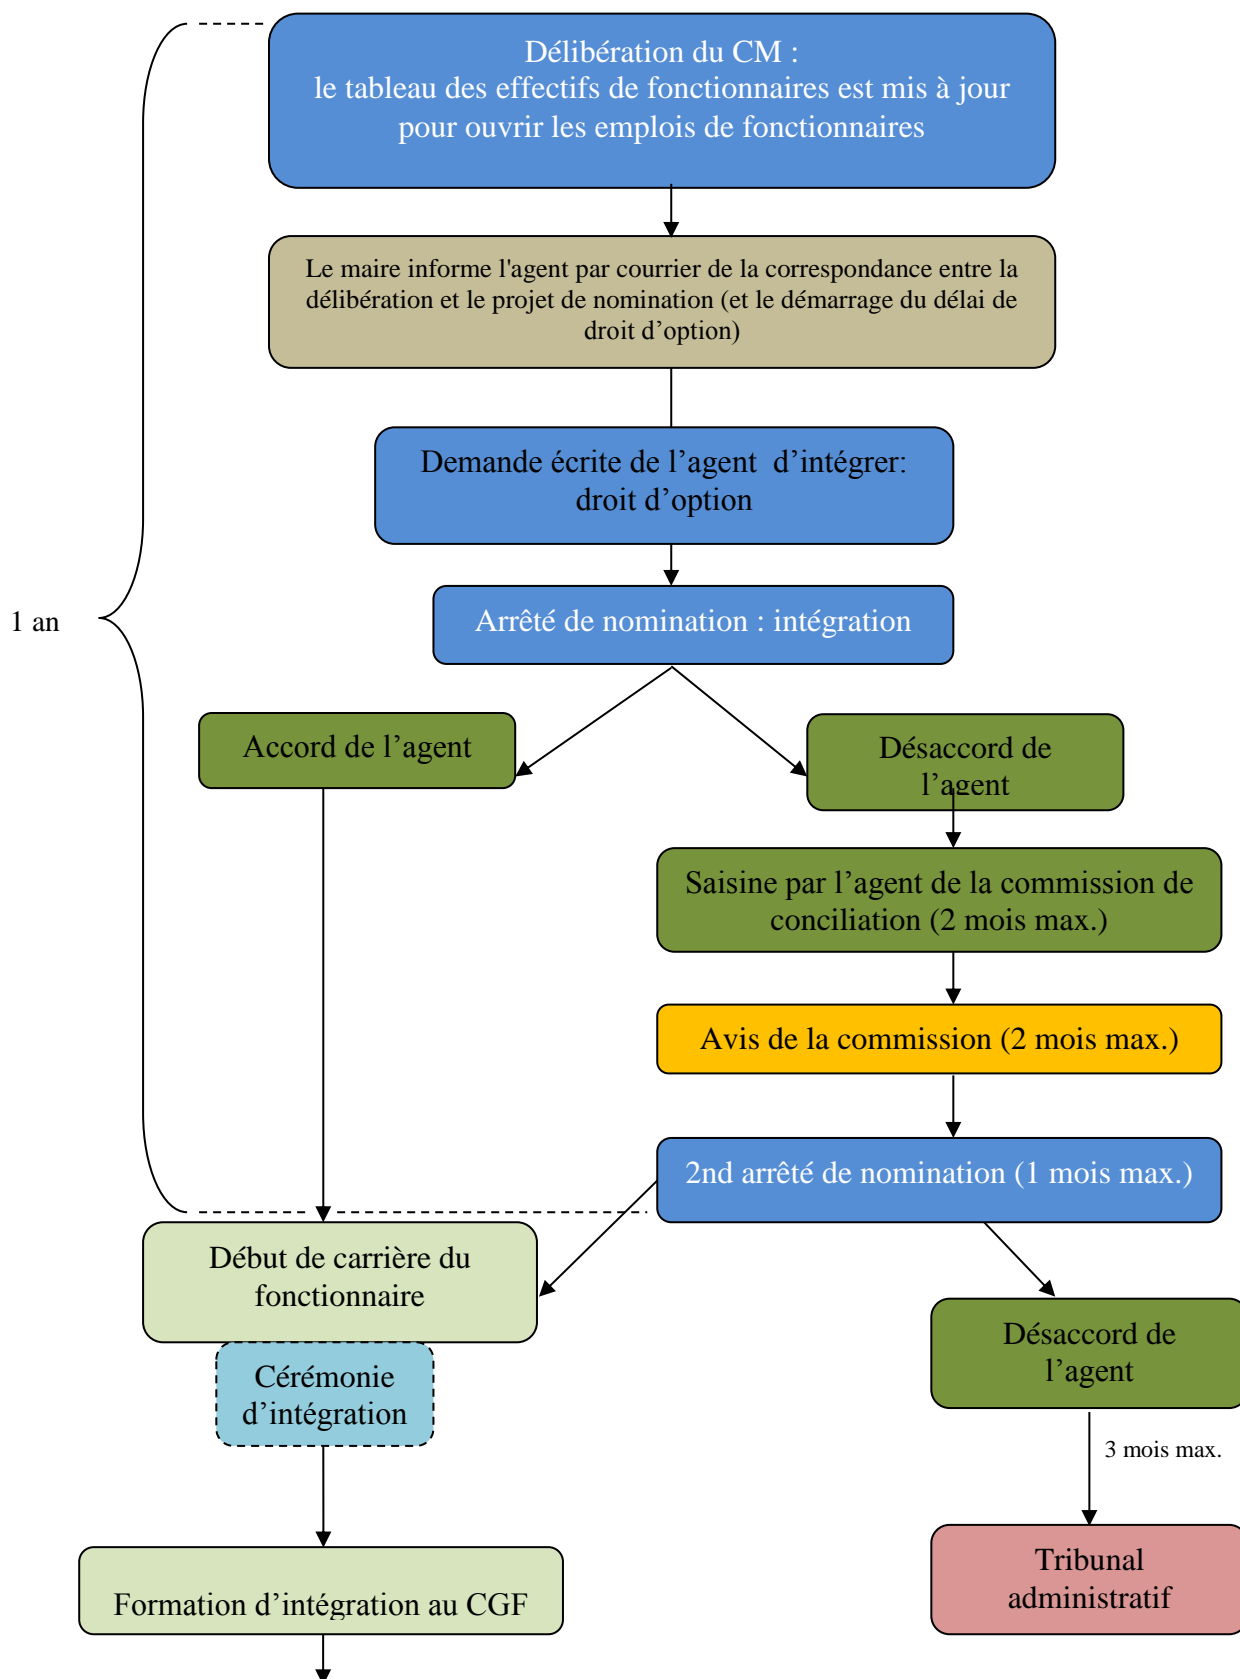 Délibération du CM :
le tableau des effectifs de fonctionnaires est mis à jour
pour ouvrir les emplois de fonctionnaires
Le maire informe l'agent par courrier de la correspondance entre la
délibération et le projet de nomination (et le démarrage du délai de
droit d’option)
Demande écrite de l’agent  d’intégrer:
droit d’option
1 an
Arrêté de nomination : intégration
Accord de l’agent
Désaccord de
l’agent
Saisine par l’agent de la commission de
conciliation (2 mois max.)
Avis de la commission (2 mois max.)
2nd arrêté de nomination (1 mois max.)
Début de carrière du
fonctionnaire
Désaccord de
l’agent
Cérémonie
d’intégration
3 mois max.
Tribunal
administratif
Formation d’intégration au CGF